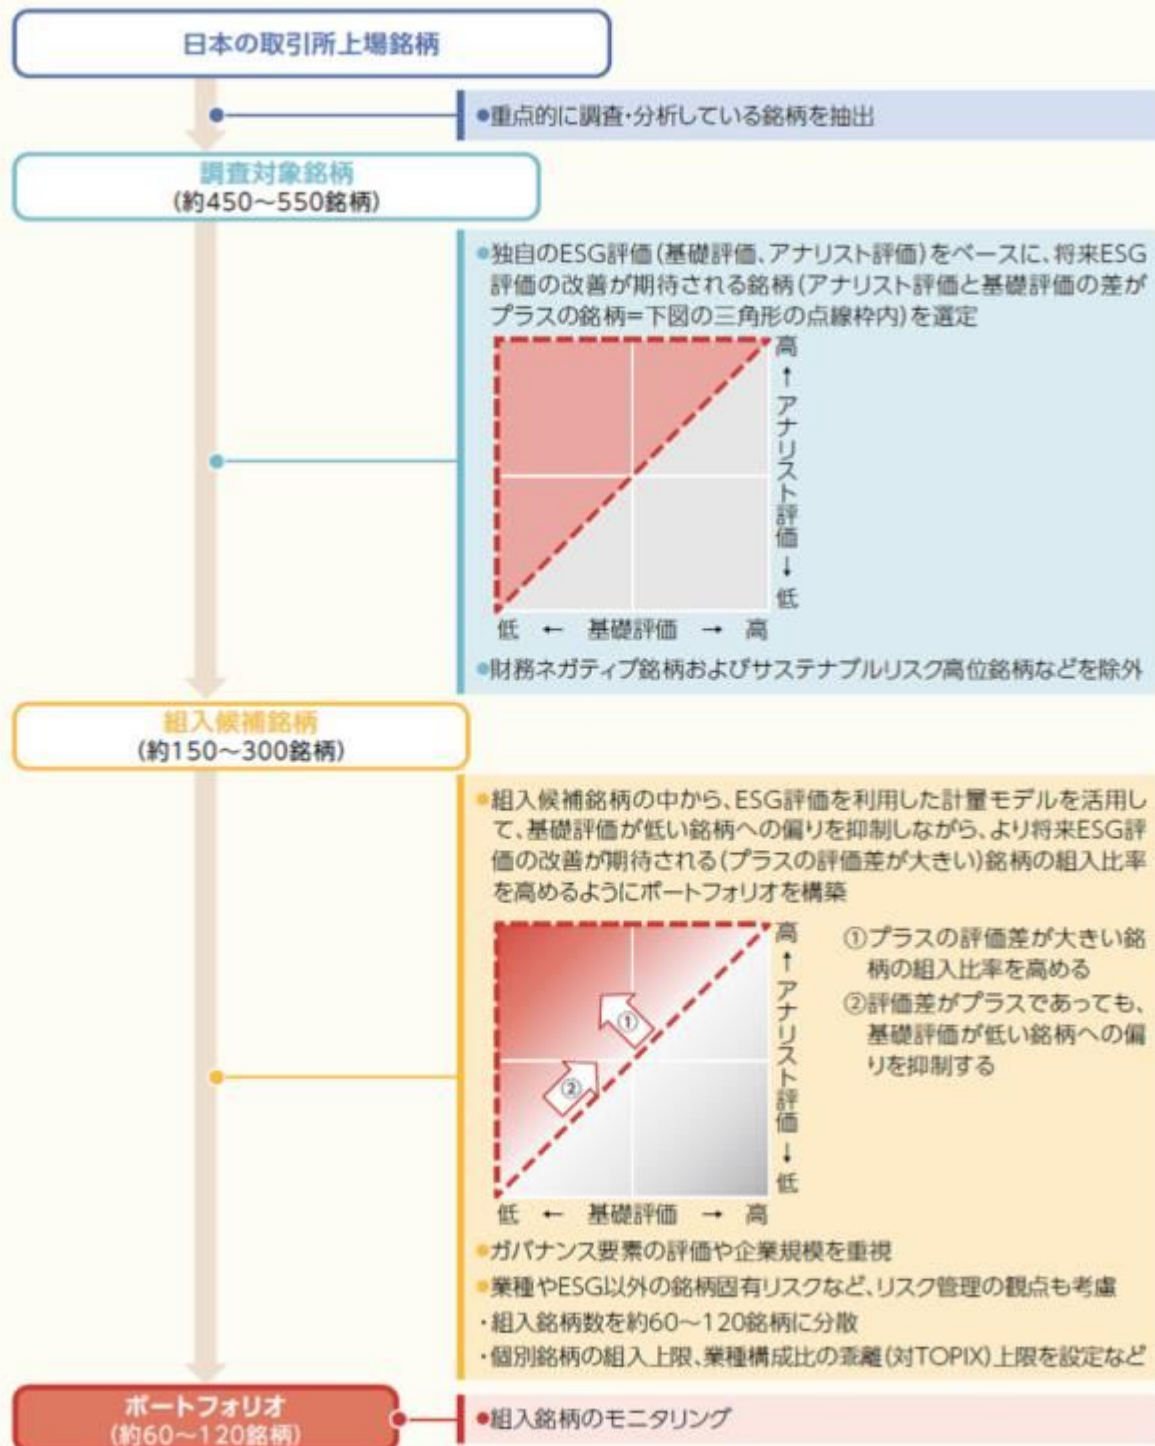 日本の取引所上場銘柄
●重点的に調査・分析している銘柄を抽出
調査対象銘柄
(約450～550銘柄)
●独自のESG評価(基礎評価、アナリスト評価)をベースに、将来ESG
評価の改善が期待される銘柄(アナリスト評価と基礎評価の差が
プラスの銘柄=下図の三角形の点線枠内)を選定
高
↑
アナリスト評価
↓
低
低 ← 基礎評価 → 高
●財務ネガティブ銘柄およびサステナブルリスク高位銘柄などを除外
組入候補銘柄
(約150～300銘柄)
●組入候補銘柄の中から、ESG評価を利用した計量モデルを活用し
て、基礎評価が低い銘柄への偏りを抑制しながら、より将来ESG評
価の改善が期待される(プラスの評価差が大きい)銘柄の組入比率
を高めるようにポートフォリオを構築
①
②
高
↑
アナリスト評価
↓
低
低 ← 基礎評価 → 高
①プラスの評価差が大きい銘
柄の組入比率を高める
②評価差がプラスであっても、
基礎評価が低い銘柄への偏
りを抑制する
●ガバナンス要素の評価や企業規模を重視
●業種やESG以外の銘柄固有リスクなど、リスク管理の観点も考慮
・組入銘柄数を約60～120銘柄に分散
・個別銘柄の組入上限、業種構成比の乖離(対TOPIX)上限を設定など
ポートフォリオ
(約60～120銘柄)
●組入銘柄のモニタリング